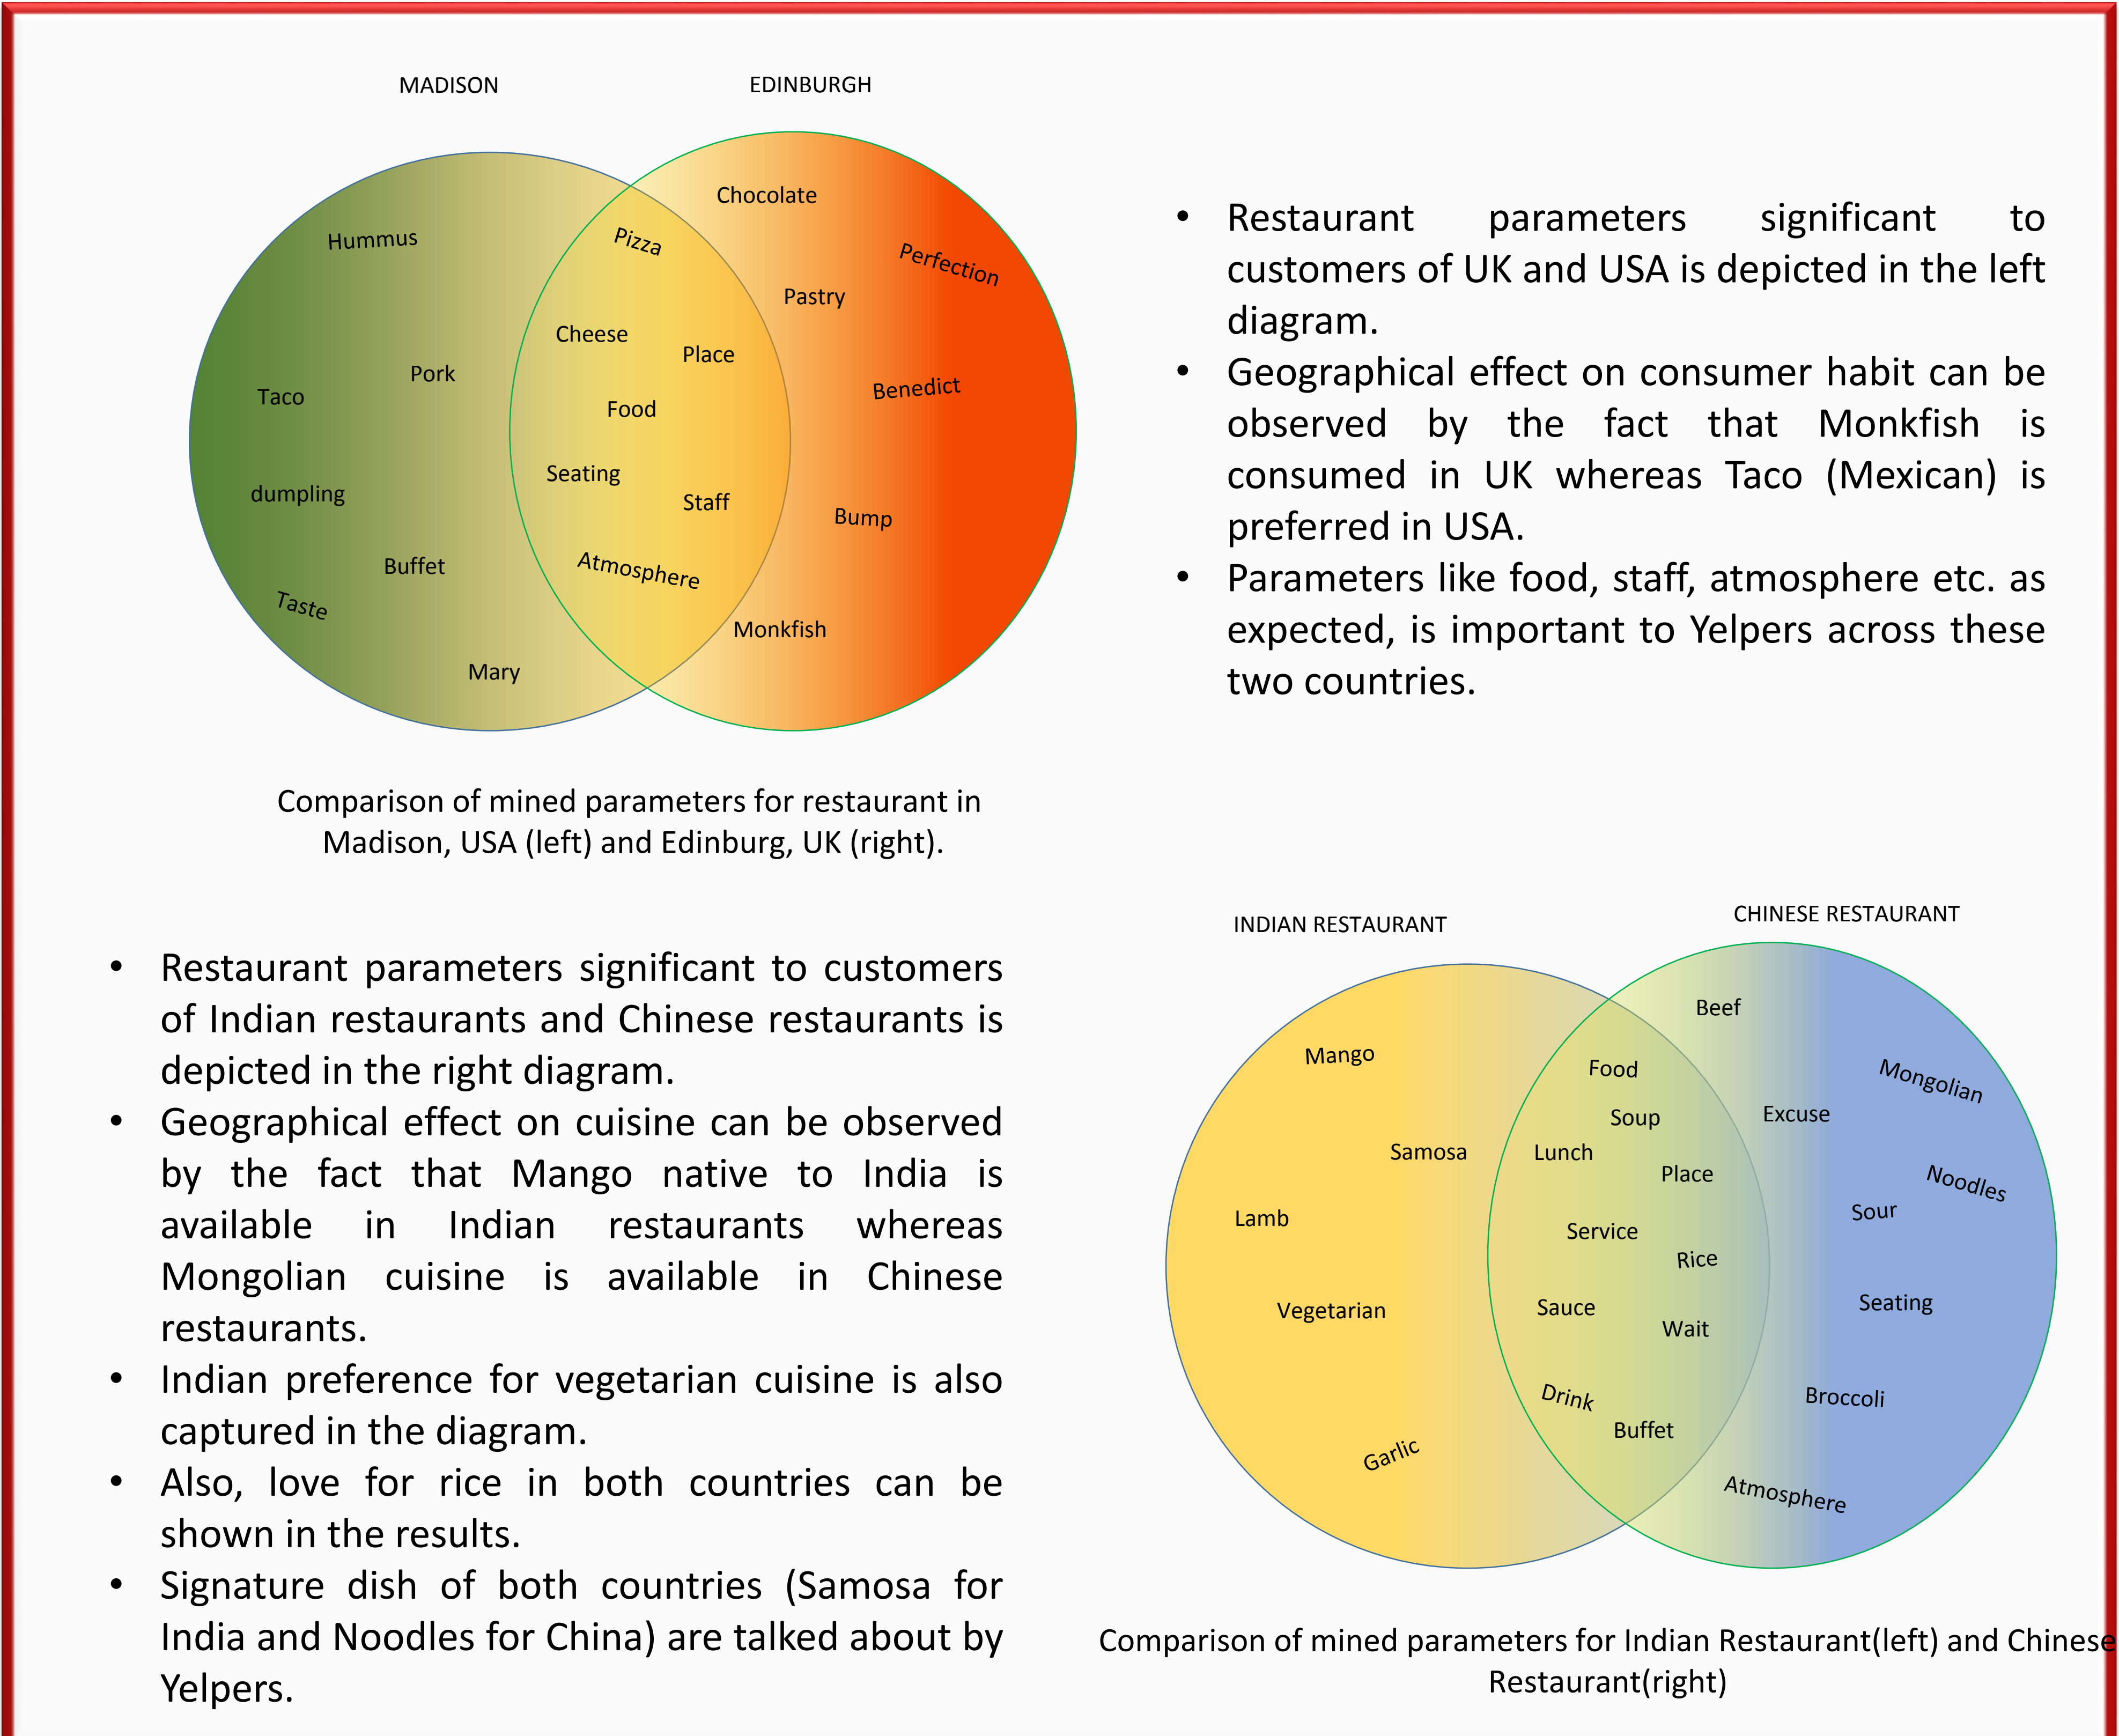 MADISON
EDINBURGH
Chocolate
Hummus
Pizza
Perfection
Pastry
Cheese
Place
Pork
Taco
Benedict
Food
Seating
dumpling
Staff
Bump
Buffet
Atmosphere
Taste
Monkfish
Mary
Comparison of mined parameters for restaurant in
Madison, USA (left) and Edinburg, UK (right).
• Restaurant parameters significant to
customers of UK and USA is depicted in the left
diagram.
• Geographical effect on consumer habit can be
observed by the fact that Monkfish is
consumed in UK whereas Taco (Mexican) is
preferred in USA.
• Parameters like food, staff, atmosphere etc. as
expected, is important to Yelpers across these
two countries.
• Restaurant parameters significant to customers
of Indian restaurants and Chinese restaurants is
depicted in the right diagram.
• Geographical effect on cuisine can be observed
by the fact that Mango native to India is
available in Indian restaurants whereas
Mongolian cuisine is available in Chinese
restaurants.
• Indian preference for vegetarian cuisine is also
captured in the diagram.
• Also, love for rice in both countries can be
shown in the results.
• Signature dish of both countries (Samosa for
India and Noodles for China) are talked about by
Yelpers.
INDIAN RESTAURANT
CHINESE RESTAURANT
Beef
Mango
Food
Mongolian
Soup
Excuse
Samosa
Lunch
Place
Noodles
Lamb
Sour
Service
Rice
Vegetarian
Sauce
Seating
Wait
Drink
Broccoli
Buffet
Garlic
Atmosphere
Comparison of mined parameters for Indian Restaurant(left) and Chinese
Restaurant(right)